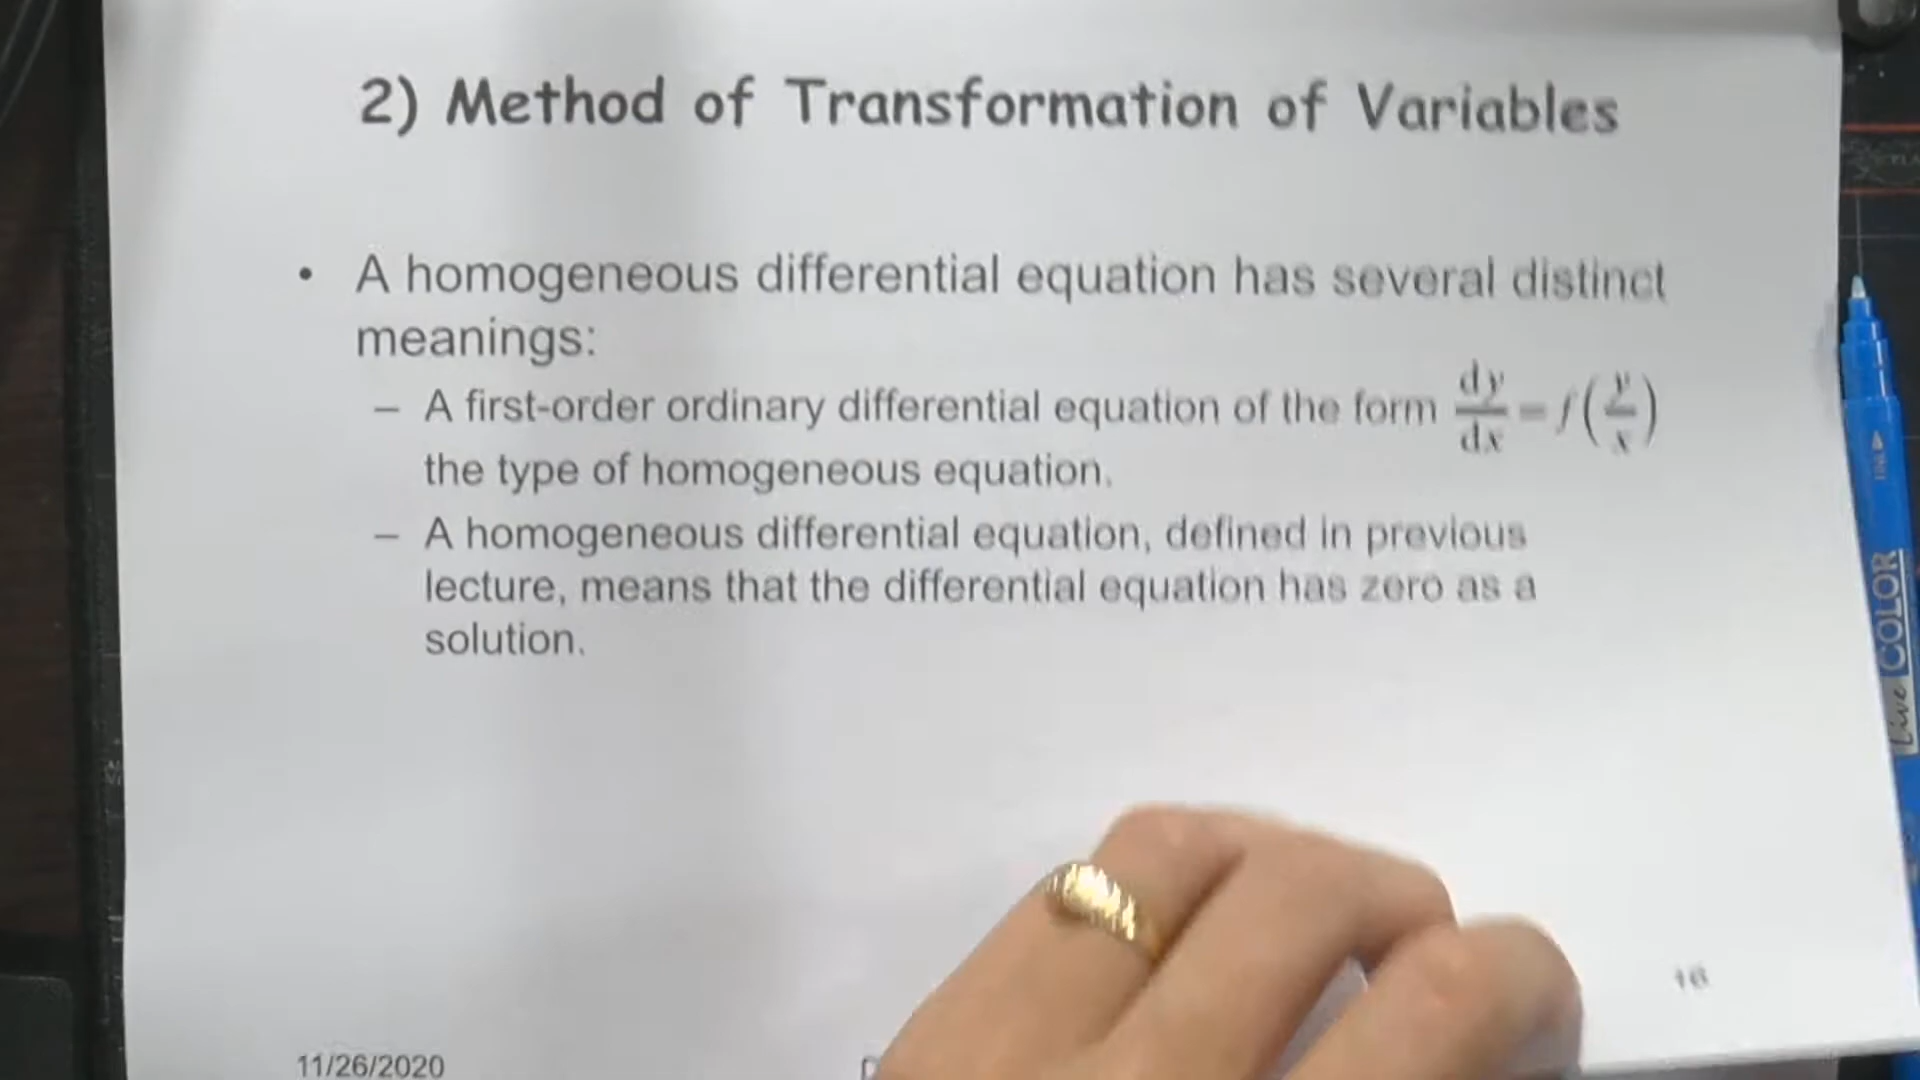 2) Method of Transformation of Variables
• A homogeneous differential equation has several distinct
meanings:
– A first-order ordinary differential equation of the form dy/dx = f(y/x)
the type of homogeneous equation.
– A homogeneous differential equation, defined in previous
lecture, means that the differential equation has zero as a
solution.
Live COLOR
11/26/2020